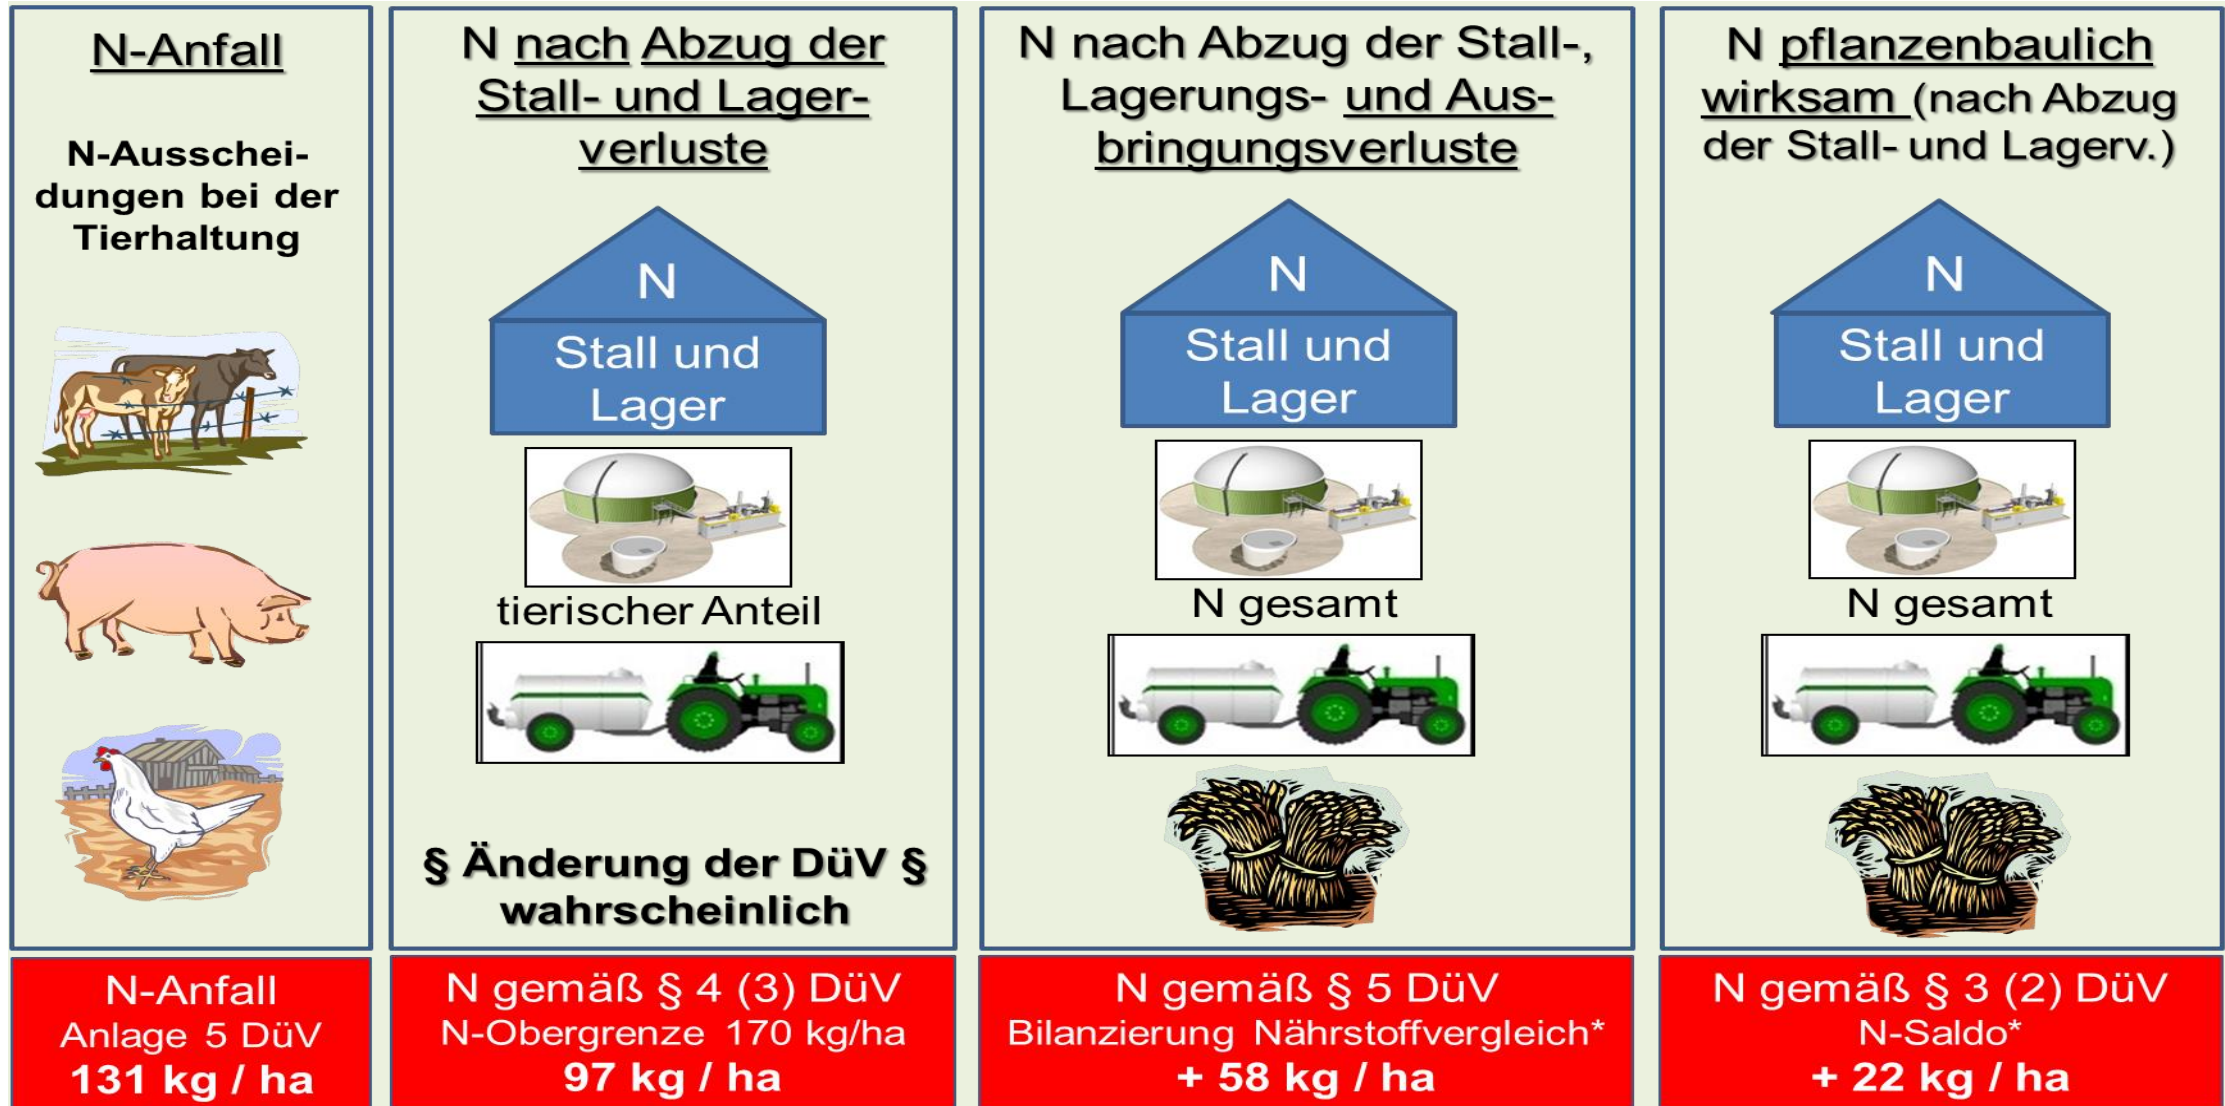 N-Anfall
N-Ausschei-
dungen bei der
Tierhaltung
N-Anfall
Anlage 5 DüV
131 kg / ha
N nach Abzug der
Stall- und Lager-
verluste
N
Stall und
Lager
tierischer Anteil
§ Änderung der DüV §
wahrscheinlich
N gemäß § 4 (3) DüV
N-Obergrenze 170 kg/ha
97 kg / ha
N nach Abzug der Stall-,
Lagerungs- und Aus-
bringungsverluste
N
Stall und
Lager
N gesamt
N gemäß § 5 DüV
Bilanzierung Nährstoffvergleich*
+ 58 kg / ha
N pflanzenbaulich
wirksam (nach Abzug
der Stall- und Lagerv.)
N
Stall und
Lager
N gesamt
N gemäß § 3 (2) DüV
N-Saldo*
+ 22 kg / ha